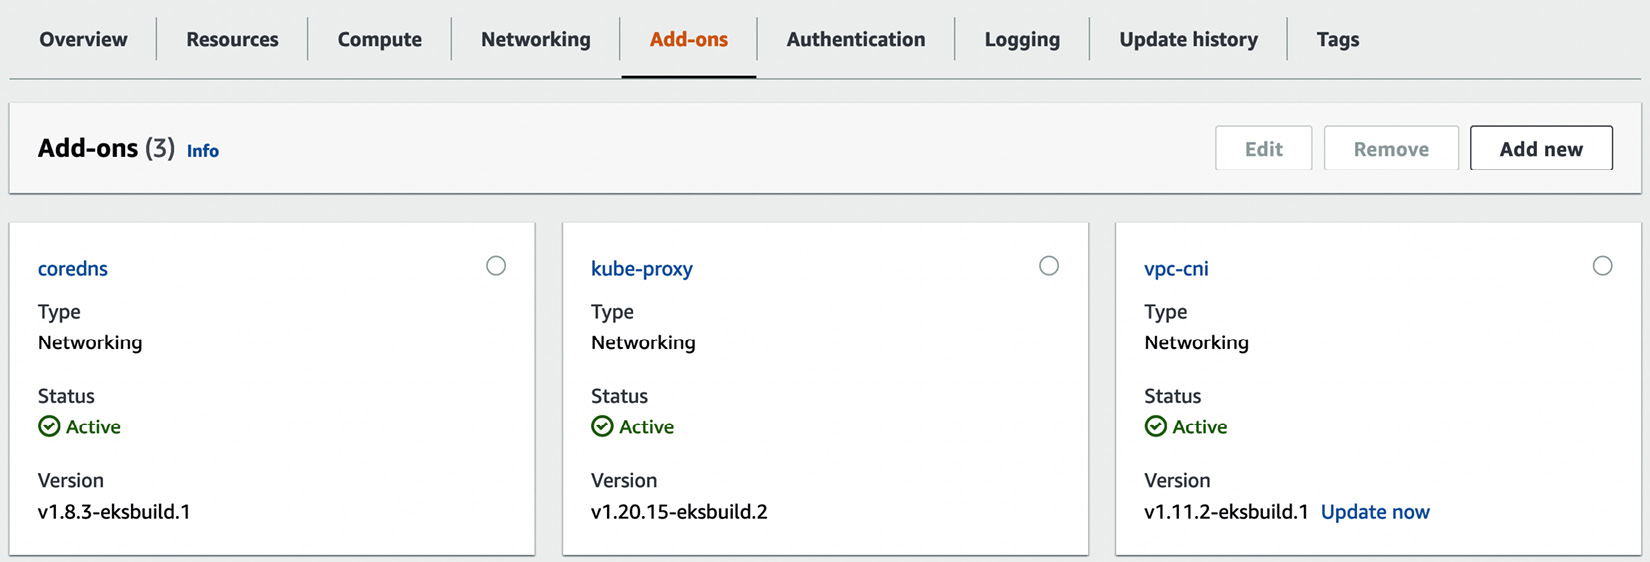 Overview Resources Compute Networking Add-ons Authentication Logging Update history Tags
Add-ons (3) Info Edit Remove Add new
coredns
Type
Networking
Status
Active
Version
v1.8.3-eksbuild.1
kube-proxy
Type
Networking
Status
Active
Version
v1.20.15-eksbuild.2
vpc-cni
Type
Networking
Status
Active
Version
v1.11.2-eksbuild.1 Update now